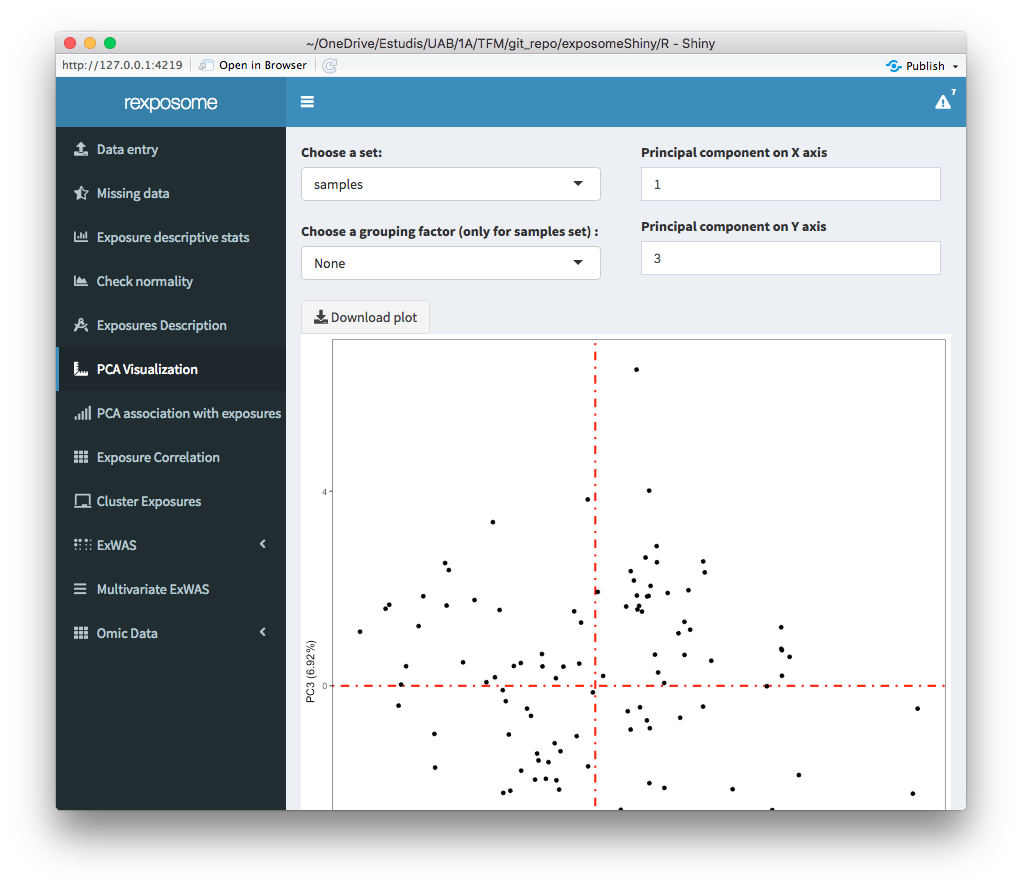 ~/OneDrive/Estudis/UAB/1A/TFM/git_repo/exposomeShiny/R - Shiny
http://127.0.0.1:4219
Open in Browser
Publish
rexposome
7
Data entry
Missing data
Exposure descriptive stats
Check normality
Exposures Description
PCA Visualization
PCA association with exposures
Exposure Correlation
Cluster Exposures
ExWAS
Multivariate ExWAS
Omic Data
Choose a set:
samples
Choose a grouping factor (only for samples set) :
None
Principal component on X axis
1
Principal component on Y axis
3
Download plot
4
PC3 (6.92%)
0